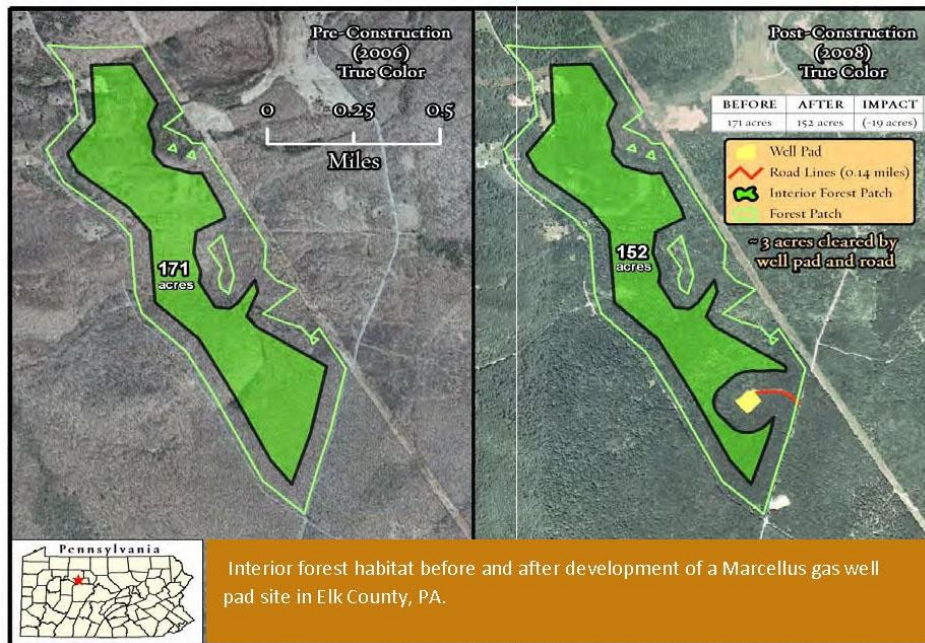 Pre-Construction
(2006)
True Color
0 0.25 0.5
Miles
171
acres
Post-Construction
(2008)
True Color
BEFORE AFTER IMPACT
171 acres 152 acres (-19 acres)
Well Pad
Road Lines (0.14 miles)
Interior Forest Patch
Forest Patch
~ 3 acres cleared by
well pad and road
152
acres
Pennsylvania
Interior forest habitat before and after development of a Marcellus gas well
pad site in Elk County, PA.